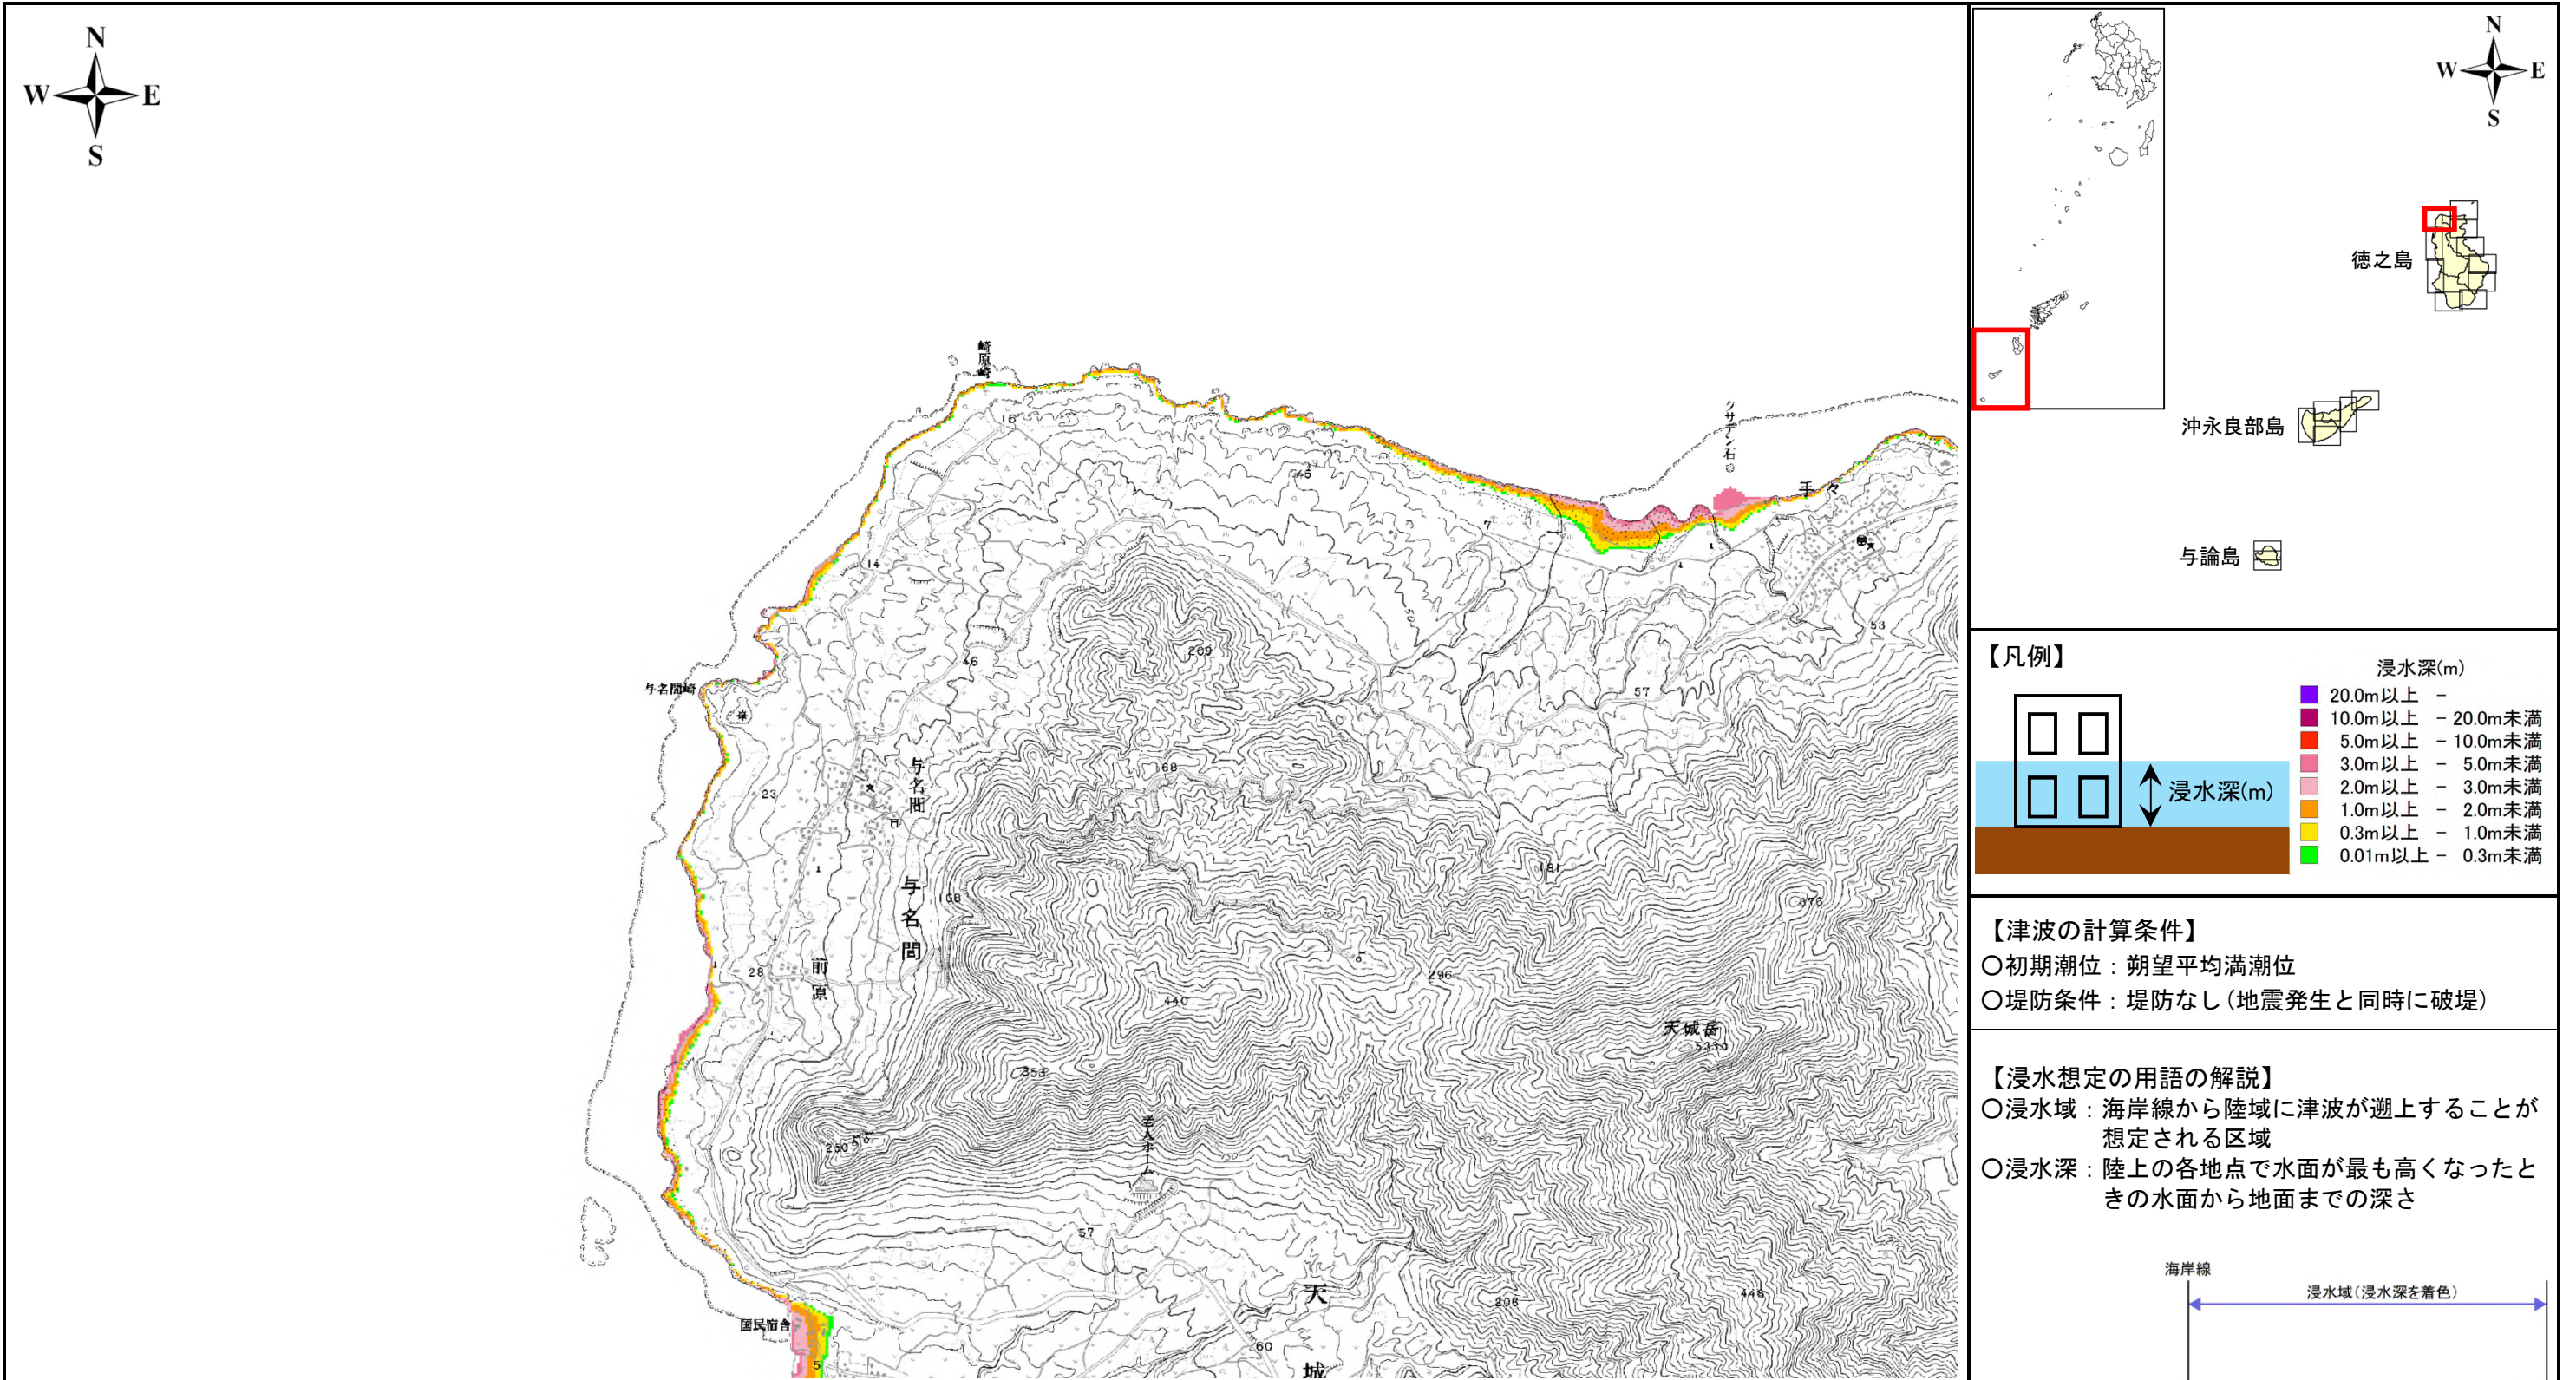 N
W E
S
崎原崎
16
45
クサデン石
手々
7
14
53
269
46
57
与名間崎
23
168
与名間
181
与名間
158
376
28
前原
296
440
天城岳
533.0
353
老人ホーム
250
150
57
天城
298
448
国民宿舎
60
5
50
N
W E
S
徳之島
沖永良部島
与論島
【凡例】
浸水深(m)
浸水深(m)
20.0m以上 -
10.0m以上 - 20.0m未満
5.0m以上 - 10.0m未満
3.0m以上 - 5.0m未満
2.0m以上 - 3.0m未満
1.0m以上 - 2.0m未満
0.3m以上 - 1.0m未満
0.01m以上 - 0.3m未満
【津波の計算条件】
○初期潮位：朔望平均満潮位
○堤防条件：堤防なし(地震発生と同時に破堤)
【浸水想定の用語の解説】
○浸水域：海岸線から陸域に津波が遡上することが
想定される区域
○浸水深：陸上の各地点で水面が最も高くなったと
きの水面から地面までの深さ
海岸線
浸水域(浸水深を着色)